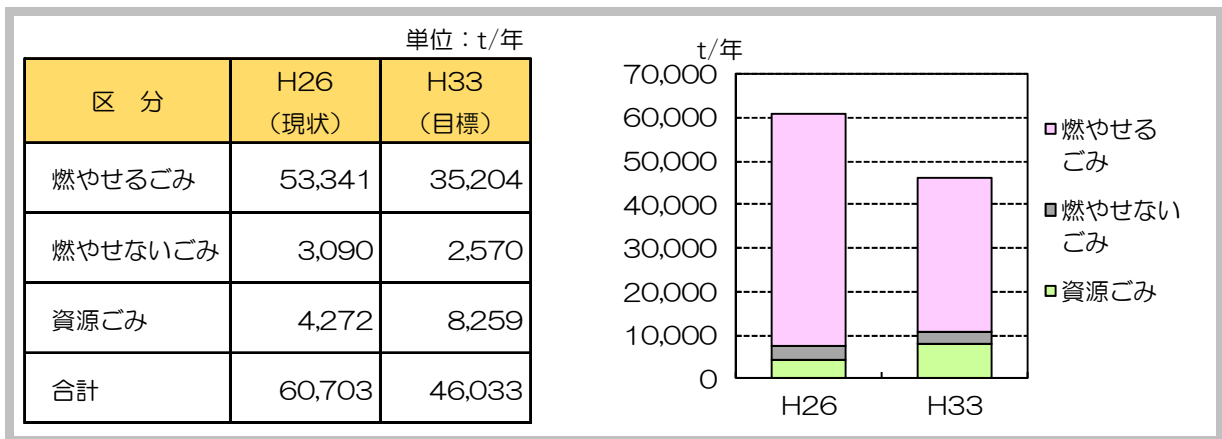 単位：t/年
区　分
H26
（現状）
H33
（目標）
燃やせるごみ 53,341 35,204
燃やせないごみ 3,090 2,570
資源ごみ 4,272 8,259
合計 60,703 46,033
t/年
70,000
60,000
50,000
40,000
30,000
20,000
10,000
0
H26 H33
燃やせる
ごみ
燃やせない
ごみ
資源ごみ